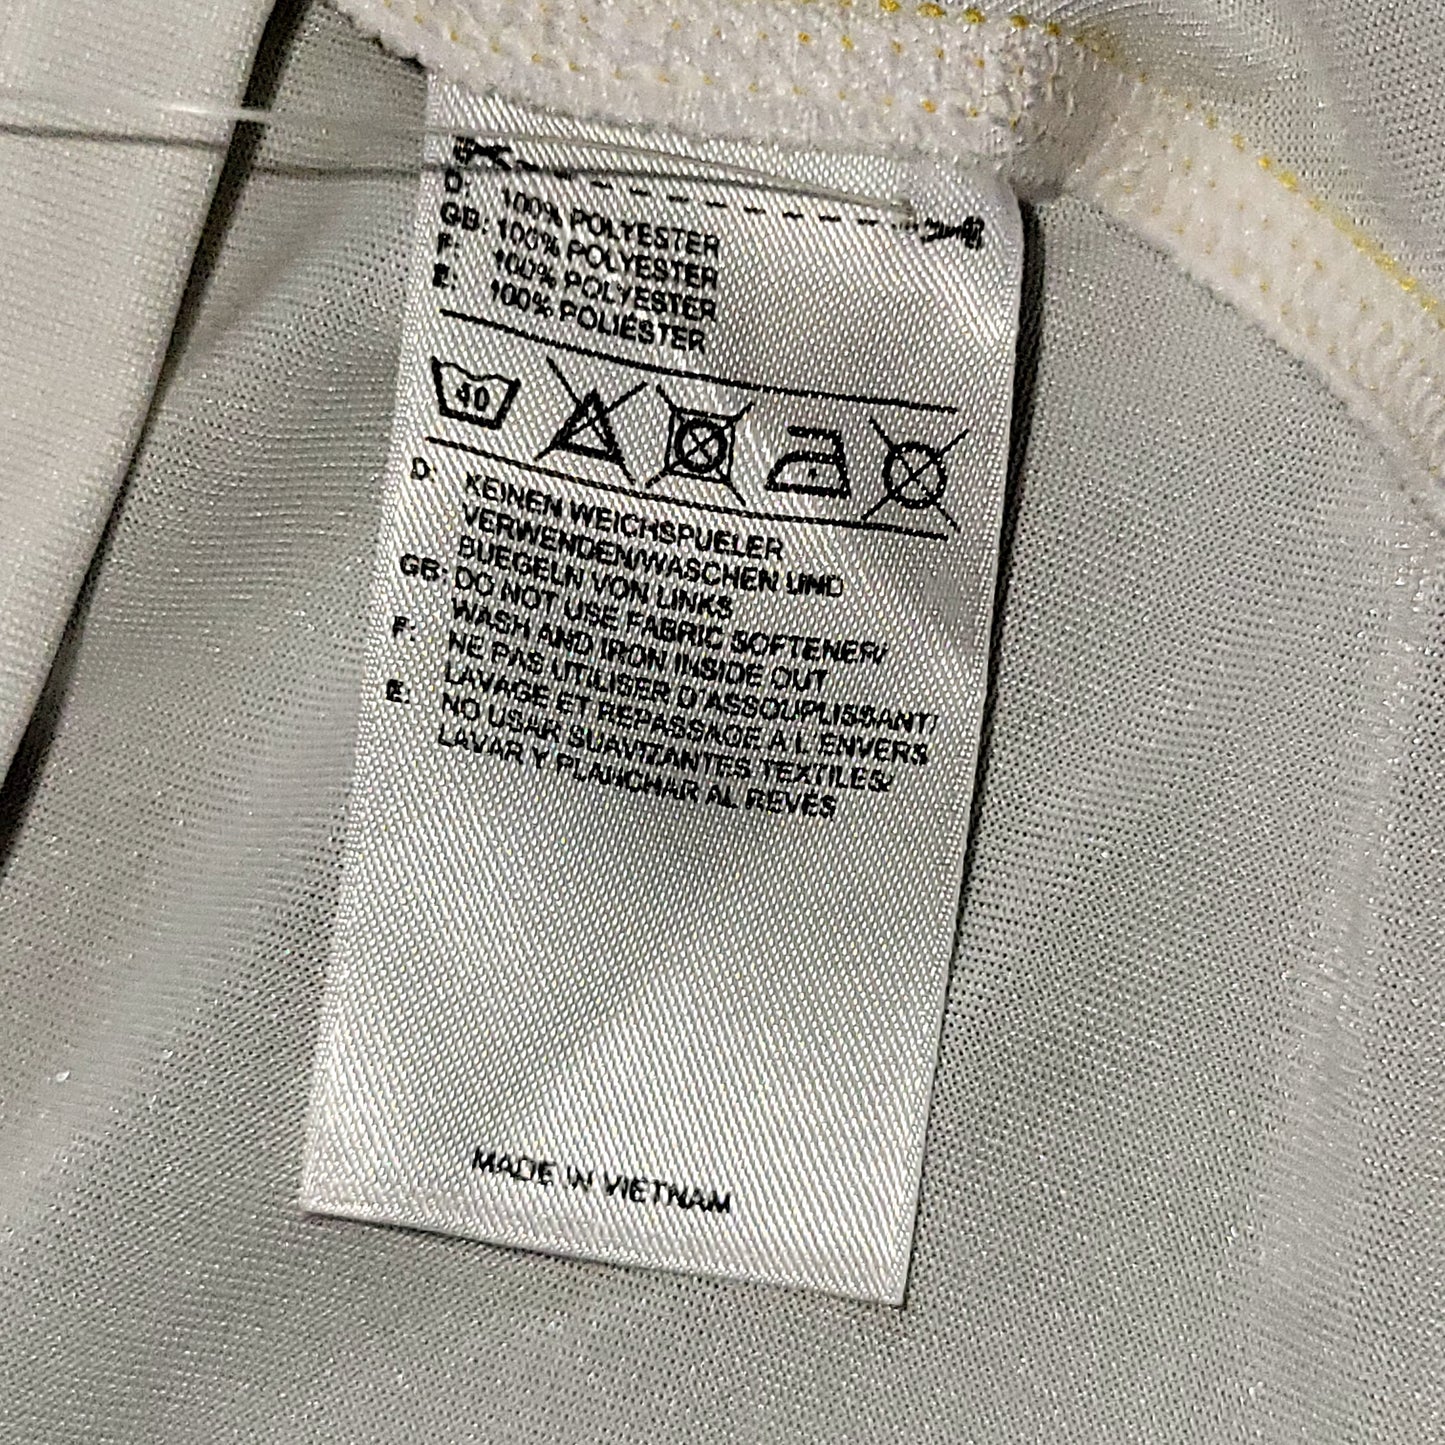 D: 100% POLYESTER
GB: 100% POLYESTER
F: 100% POLYESTER
E: 100% POLIESTER
40
D: KEINEN WEICHSPUELER
VERWENDEN/WASCHEN UND
BUEGELN VON LINKS
GB: DO NOT USE FABRIC SOFTENER/
WASH AND IRON INSIDE OUT
F: NE PAS UTILISER D'ASSOUPLISSANT/
LAVAGE ET REPASSAGE A L ENVERS
E: NO USAR SUAVIZANTES TEXTILES/
LAVAR Y PLANCHAR AL REVES
MADE IN VIETNAM